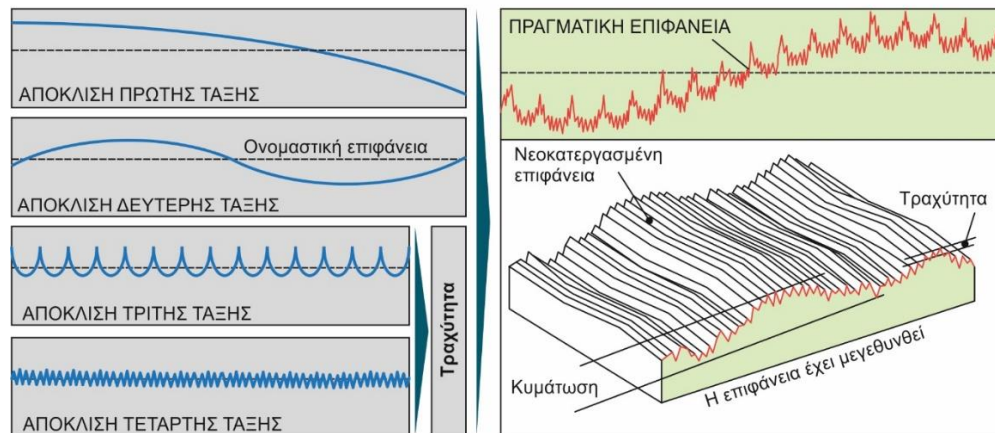 ΑΠΟΚΛΙΣΗ ΠΡΩΤΗΣ ΤΑΞΗΣ
Ονομαστική επιφάνεια
ΑΠΟΚΛΙΣΗ ΔΕΥΤΕΡΗΣ ΤΑΞΗΣ
ΑΠΟΚΛΙΣΗ ΤΡΙΤΗΣ ΤΑΞΗΣ
ΑΠΟΚΛΙΣΗ ΤΕΤΑΡΤΗΣ ΤΑΞΗΣ
Τραχύτητα
ΠΡΑΓΜΑΤΙΚΗ ΕΠΙΦΑΝΕΙΑ
Νεοκατεργασμένη
επιφάνεια
Τραχύτητα
Κυμάτωση
Η επιφάνεια έχει μεγεθυνθεί